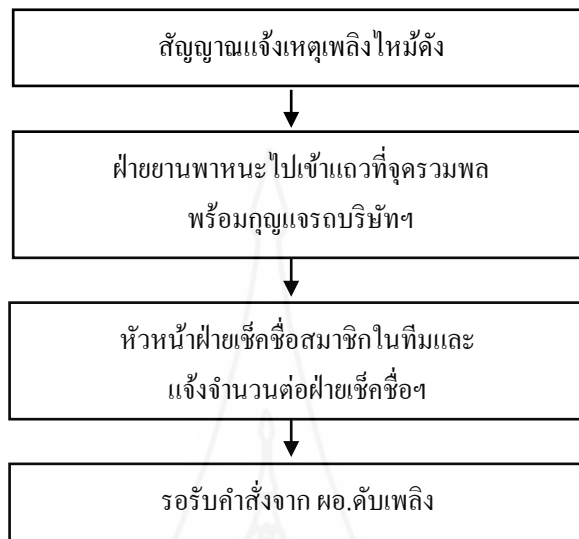 สัญญาณแจ้งเหตุเพลิงไหม้ดัง
ฝ่ายยานพาหนะไปเข้าแถวที่จุดรวมพล
พร้อมกุญแจรถบริษัทฯ
หัวหน้าฝ่ายเช็คชื่อสมาชิกในทีมและ
แจ้งจำนวนต่อฝ่ายเช็คชื่อฯ
รอรับคำสั่งจาก ผอ.ดับเพลิง